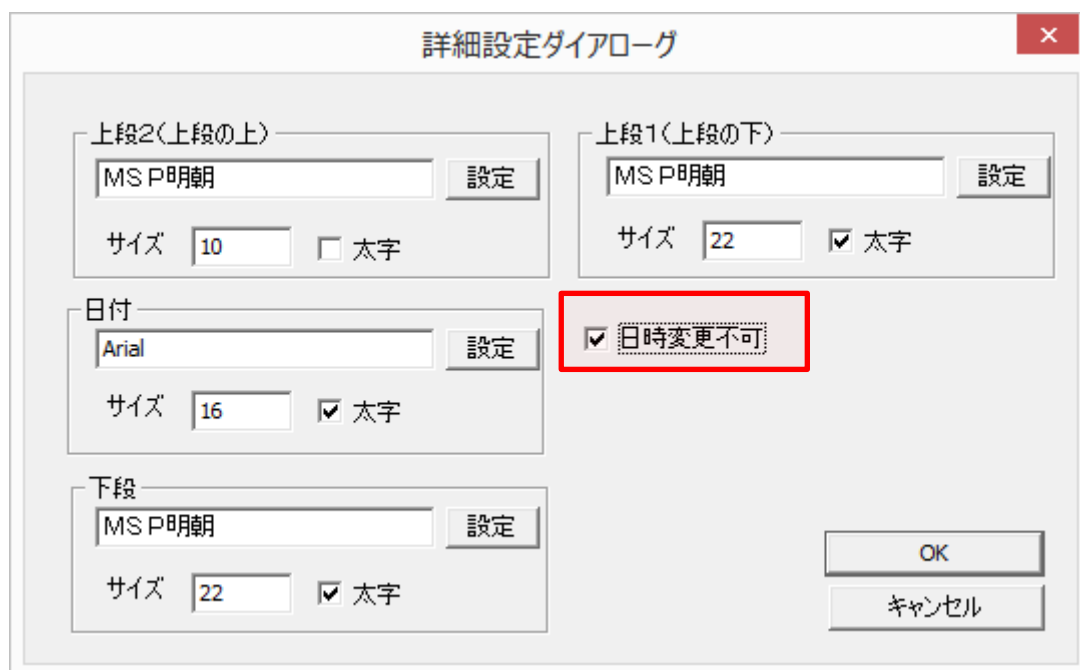 詳細設定ダイアローグ
上段2(上段の上)
MS P明朝
設定
サイズ 10 太字
上段1(上段の下)
MS P明朝
設定
サイズ 22 太字
日付
Arial
設定
サイズ 16 太字
日時変更不可
下段
MS P明朝
設定
サイズ 22 太字
OK
キャンセル